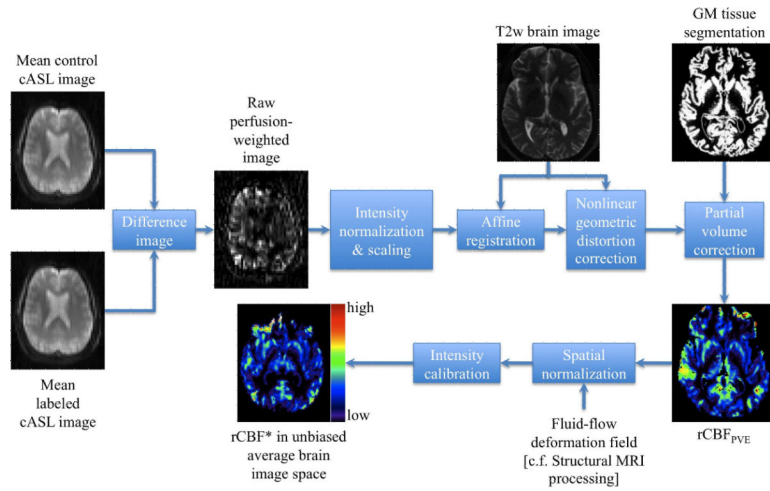 Mean control
cASL image
Raw
perfusion-
weighted
image
T2w brain image
GM tissue
segmentation
Difference
image
Intensity
normalization
& scaling
Affine
registration
Nonlinear
geometric
distortion
correction
Partial
volume
correction
Mean
labeled
cASL image
high
low
rCBF* in unbiased
average brain
image space
Intensity
calibration
Spatial
normalization
Fluid-flow
deformation field
[c.f. Structural MRI
processing]
rCBFPVE